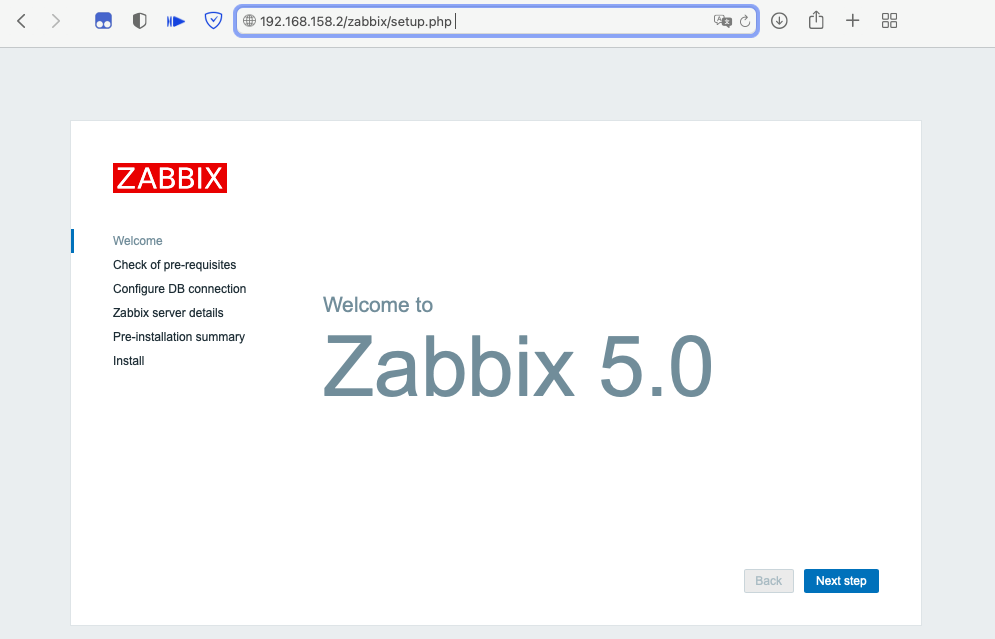 192.168.158.2/zabbix/setup.php
ZABBIX
Welcome
Check of pre-requisites
Configure DB connection
Zabbix server details
Pre-installation summary
Install
Welcome to
Zabbix 5.0
Back
Next step